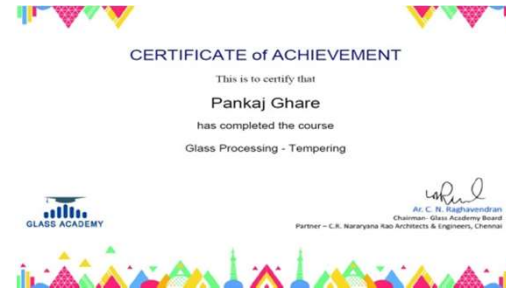 CERTIFICATE of ACHIEVEMENT
This is to certify that
Pankaj Ghare
has completed the course
Glass Processing - Tempering
Ar. C. N. Raghavendran
Chairman- Glass Academy Board
Partner – C.R. Nararyana Rao Architects & Engineers, Chennai
GLASS ACADEMY